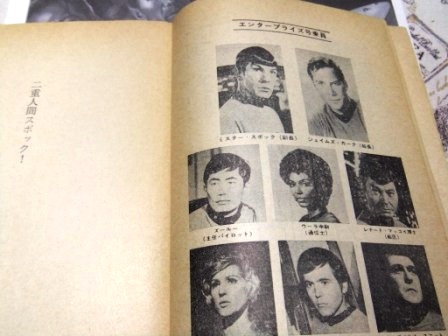 二重人間スポック!
エンタープライズ号乗員
ミスター・スポック(副長)
ジェイムズ・カーク(船長)
ズールー
(主任パイロット)
ウーラ中尉
(通信士)
レナード・マッコイ博士
(船医)